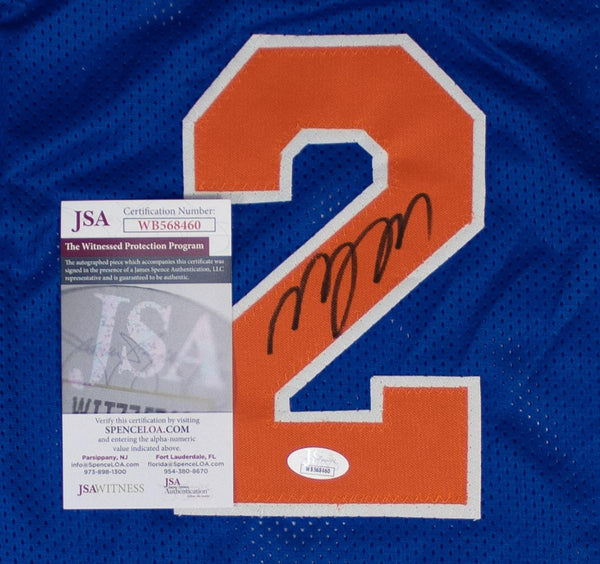 2
JSA
Certification Number:
WB568460
The Witnessed Protection Program
The autographed piece which accompanies this certificate was
signed in the presence of a James Spence Authentication, LLC
representative and is guaranteed to be authentic.
JSA
Verify this certification by visiting
SPENCELOA.COM
and entering the alpha-numeric
value indicated above.
Parsippany, NJ
info@SpenceLOA.com
973-898-1300
Fort Lauderdale, FL
florida@SpenceLOA.com
954-380-8670
JSAWITNESS
JSA
Authentication
WB568460